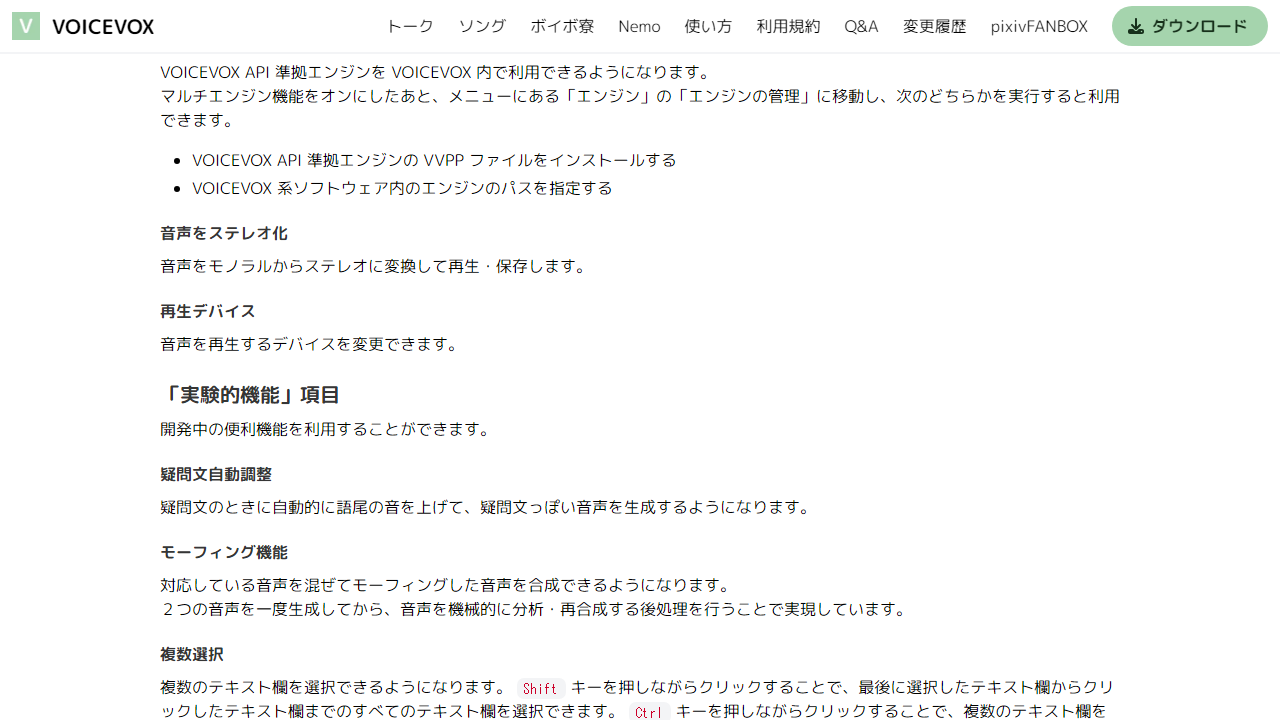 V VOICEVOX トーク ソング ボイボ寮 Nemo 使い方 利用規約 Q&A 変更履歴 pixivFANBOX ダウンロード
VOICEVOX API 準拠エンジンを VOICEVOX 内で利用できるようになります。
マルチエンジン機能をオンにしたあと、メニューにある「エンジン」の「エンジンの管理」に移動し、次のどちらかを実行すると利用
できます。
• VOICEVOX API 準拠エンジンの VVPP ファイルをインストールする
• VOICEVOX 系ソフトウェア内のエンジンのパスを指定する
音声をステレオ化
音声をモノラルからステレオに変換して再生・保存します。
再生デバイス
音声を再生するデバイスを変更できます。
「実験的機能」項目
開発中の便利機能を利用することができます。
疑問文自動調整
疑問文のときに自動的に語尾の音を上げて、疑問文っぽい音声を生成するようになります。
モーフィング機能
対応している音声を混ぜてモーフィングした音声を合成できるようになります。
２つの音声を一度生成してから、音声を機械的に分析・再合成する後処理を行うことで実現しています。
複数選択
複数のテキスト欄を選択できるようになります。 Shift キーを押しながらクリックすることで、最後に選択したテキスト欄からクリ
ックしたテキスト欄までのすべてのテキスト欄を選択できます。 Ctrl キーを押しながらクリックすることで、複数のテキスト欄を